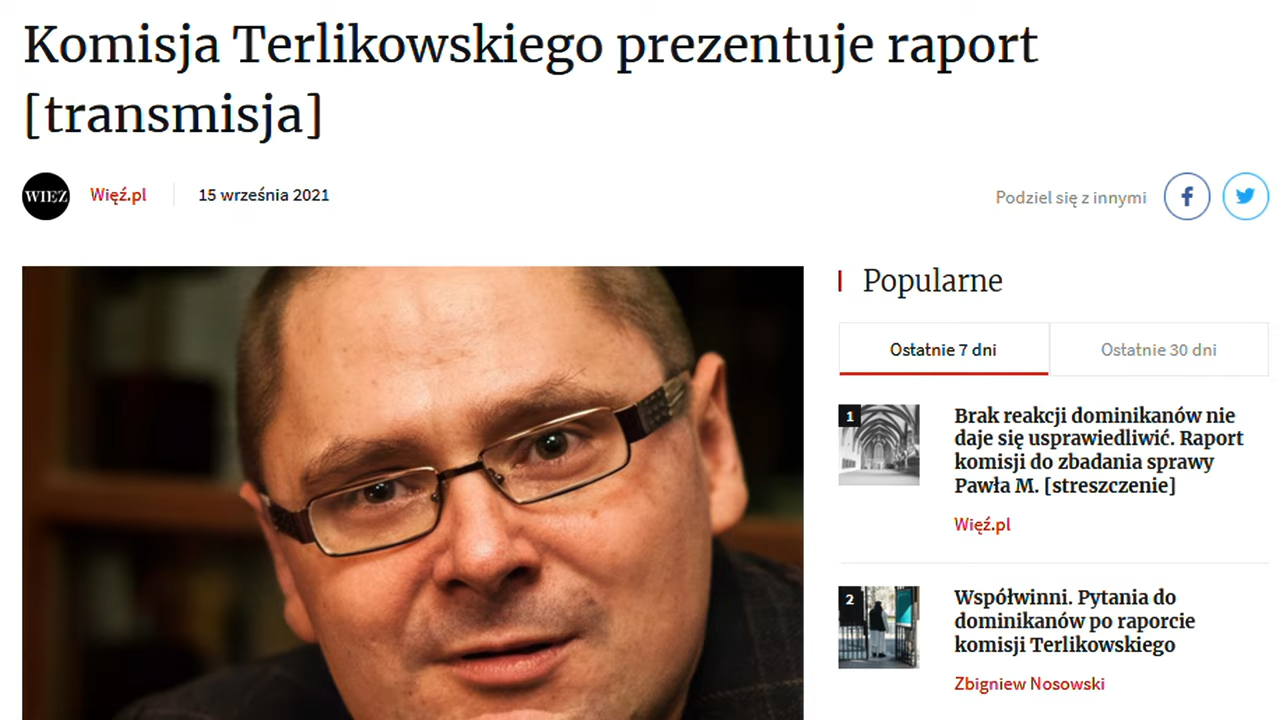 Komisja Terlikowskiego prezentuje raport
[transmisja]
WIĘŹ
Więź.pl
15 września 2021
Podziel się z innymi
Popularne
Ostatnie 7 dni
Ostatnie 30 dni
1
Brak reakcji dominikanów nie
daje się usprawiedliwić. Raport
komisji do zbadania sprawy
Pawła M. [streszczenie]
Więź.pl
2
Współwinni. Pytania do
dominikanów po raporcie
komisji Terlikowskiego
Zbigniew Nosowski